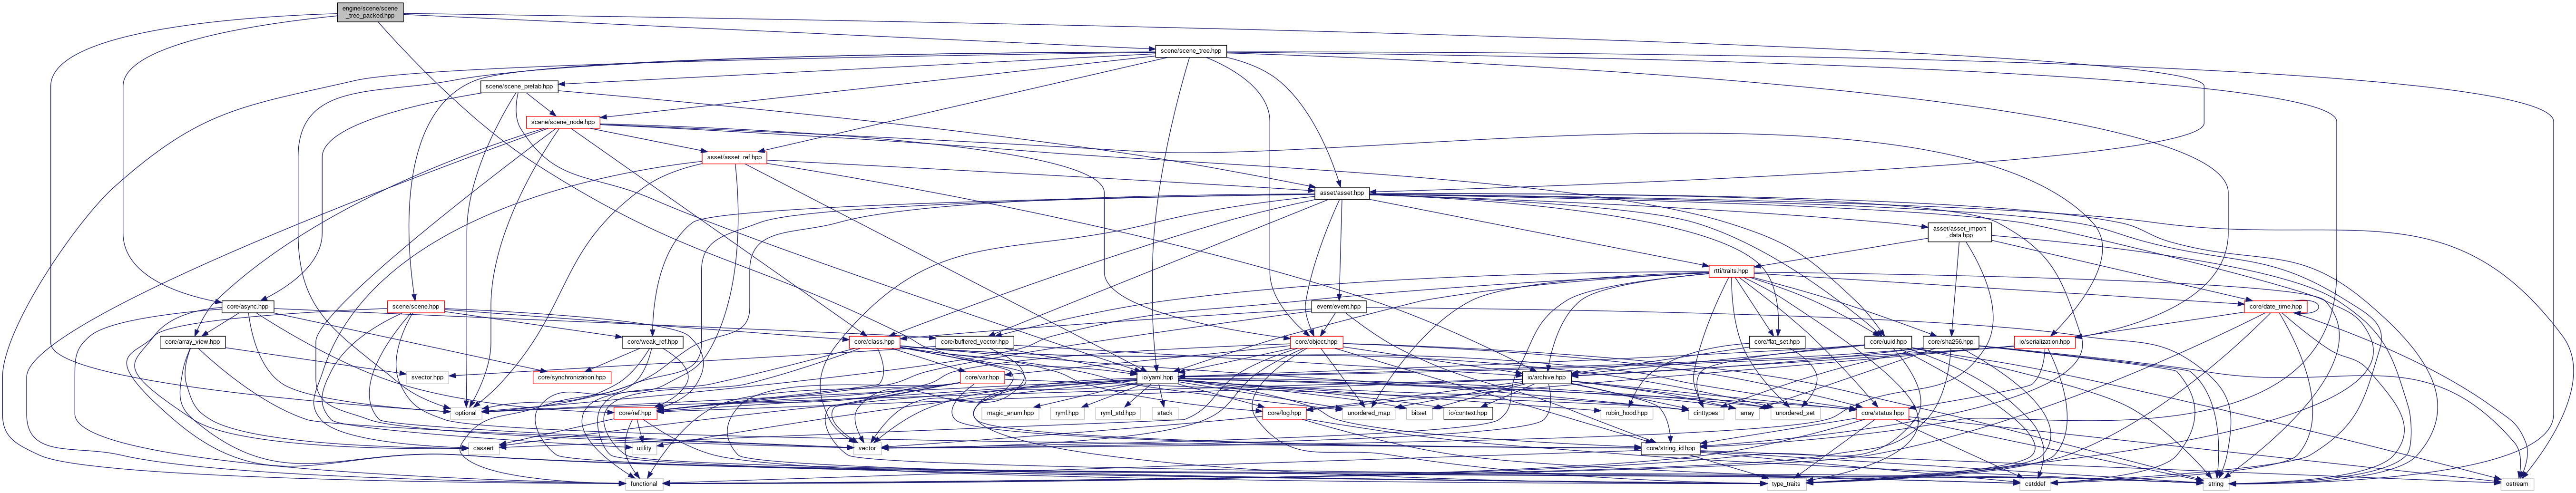 engine/scene/scene
_tree_packed.hpp
scene/scene_tree.hpp
scene/scene_prefab.hpp
scene/scene_node.hpp
asset/asset_ref.hpp
asset/asset.hpp
asset/asset_import
_data.hpp
rtti/traits.hpp
core/async.hpp
scene/scene.hpp
event/event.hpp
core/date_time.hpp
core/array_view.hpp
core/weak_ref.hpp
core/class.hpp
core/buffered_vector.hpp
core/object.hpp
core/flat_set.hpp
core/uuid.hpp
core/sha256.hpp
io/serialization.hpp
svector.hpp
core/synchronization.hpp
core/var.hpp
io/yaml.hpp
io/archive.hpp
optional
core/ref.hpp
magic_enum.hpp
ryml.hpp
ryml_std.hpp
stack
core/log.hpp
robin_hood.hpp
unordered_map
bitset
io/context.hpp
cinttypes
array
unordered_set
core/status.hpp
cassert
utility
vector
core/string_id.hpp
functional
type_traits
cstddef
string
ostream